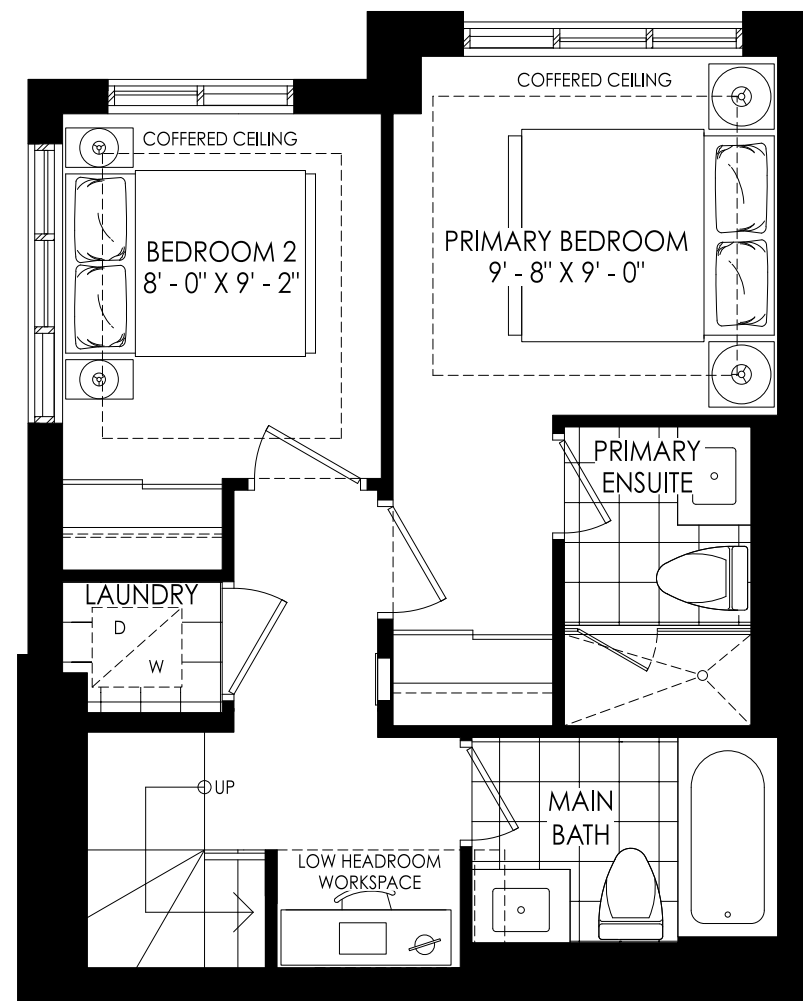 COFFERED CEILING
COFFERED CEILING
BEDROOM 2
8' - 0" X 9' - 2"
PRIMARY BEDROOM
9' - 8" X 9' - 0"
PRIMARY
ENSUITE
LAUNDRY
D
W
UP
MAIN
BATH
LOW HEADROOM
WORKSPACE